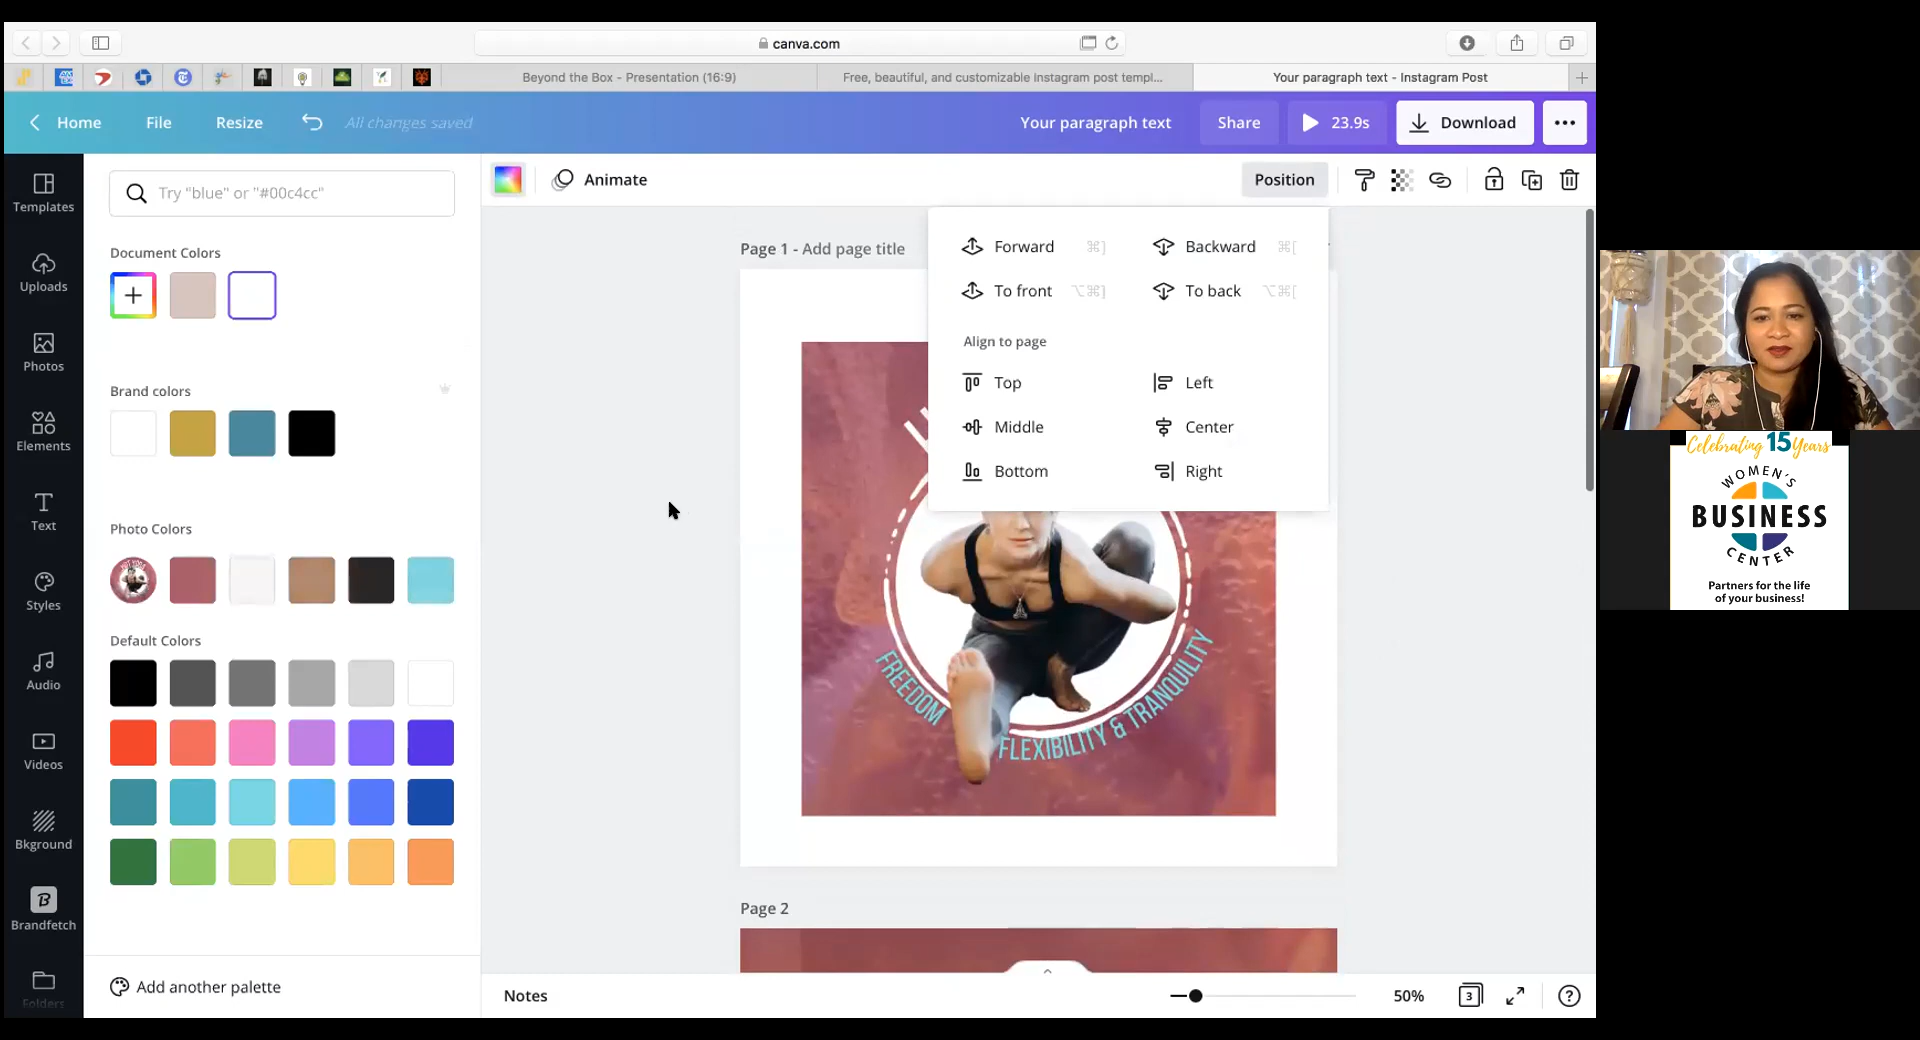 canva.com
Beyond the Box - Presentation (16:9)
Free, beautiful, and customizable Instagram post templ...
Your paragraph text - Instagram Post
Home
File
Resize
All changes saved
Your paragraph text
Share
23.9s
Download
Templates
Uploads
Photos
Elements
Text
Styles
Audio
Videos
Bkground
Brandfetch
Folders
Try "blue" or "#00c4cc"
Document Colors
Brand colors
Photo Colors
Default Colors
Add another palette
Animate
Position
Page 1 - Add page title
Forward ⌘]
Backward ⌘[
To front ⌥⌘]
To back ⌥⌘[
Align to page
Top
Left
Middle
Center
Bottom
Right
FREEDOM
FLEXIBILITY & TRANQUILITY
Page 2
Notes
50%
3
Celebrating 15 Years
WOMEN'S
BUSINESS
CENTER
Partners for the life
of your business!